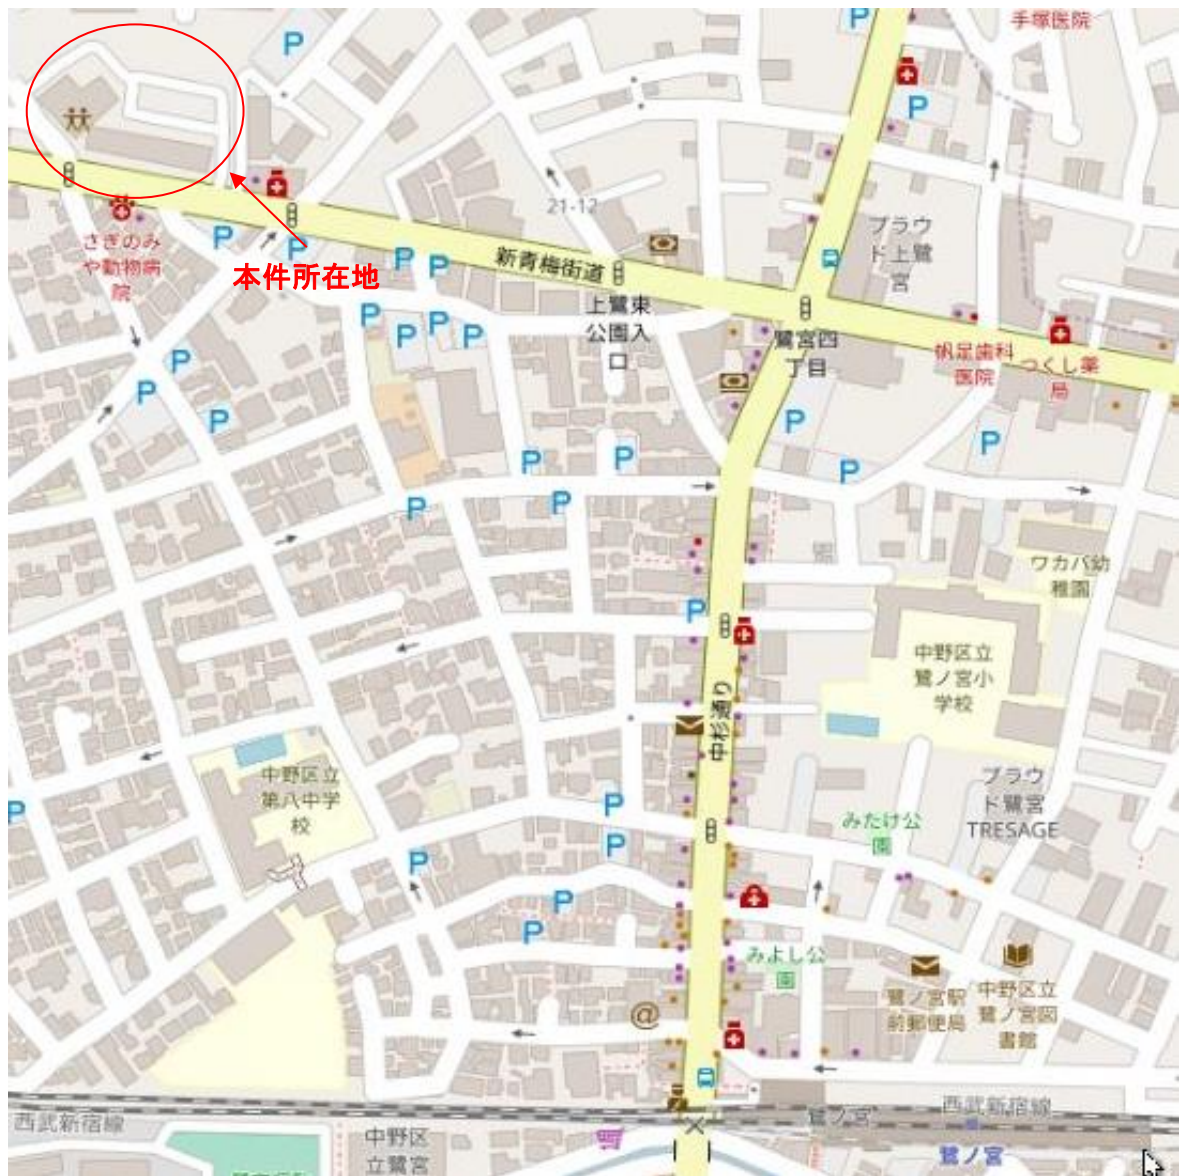 手塚医院
P
P
P
21-12
ブラウ
ド上鷺
宮
さぎのみ
や動物病
院
P
P
P
P
新青梅街道
本件所在地
上鷺東
公園入
口
P
P
P
P
鷺宮四
丁目
帆足歯科
医院
つくし薬
局
P
P
P
P
P
P
P
P
P
P
ワカバ幼
稚園
P
中野区立
鷺ノ宮小
学校
中杉通り
中野区立
第八中学
校
P
P
ブラウ
ド鷺宮
TRESAGE
みたけ公
園
P
P
P
P
みよし公
園
鷺ノ宮駅
前郵便局
中野区立
鷺ノ宮図
書館
@
西武新宿線
鷺ノ宮
西武新宿線
中野区
立鷺宮
鷺ノ宮